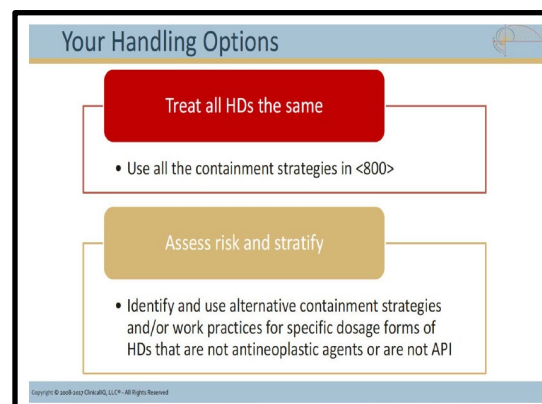 Your Handling Options
Treat all HDs the same
• Use all the containment strategies in <800>
Assess risk and stratify
• Identify and use alternative containment strategies
and/or work practices for specific dosage forms of
HDs that are not antineoplastic agents or are not API
Copyright © 2008-2017 ClinicalIQ, LLC® - All Rights Reserved